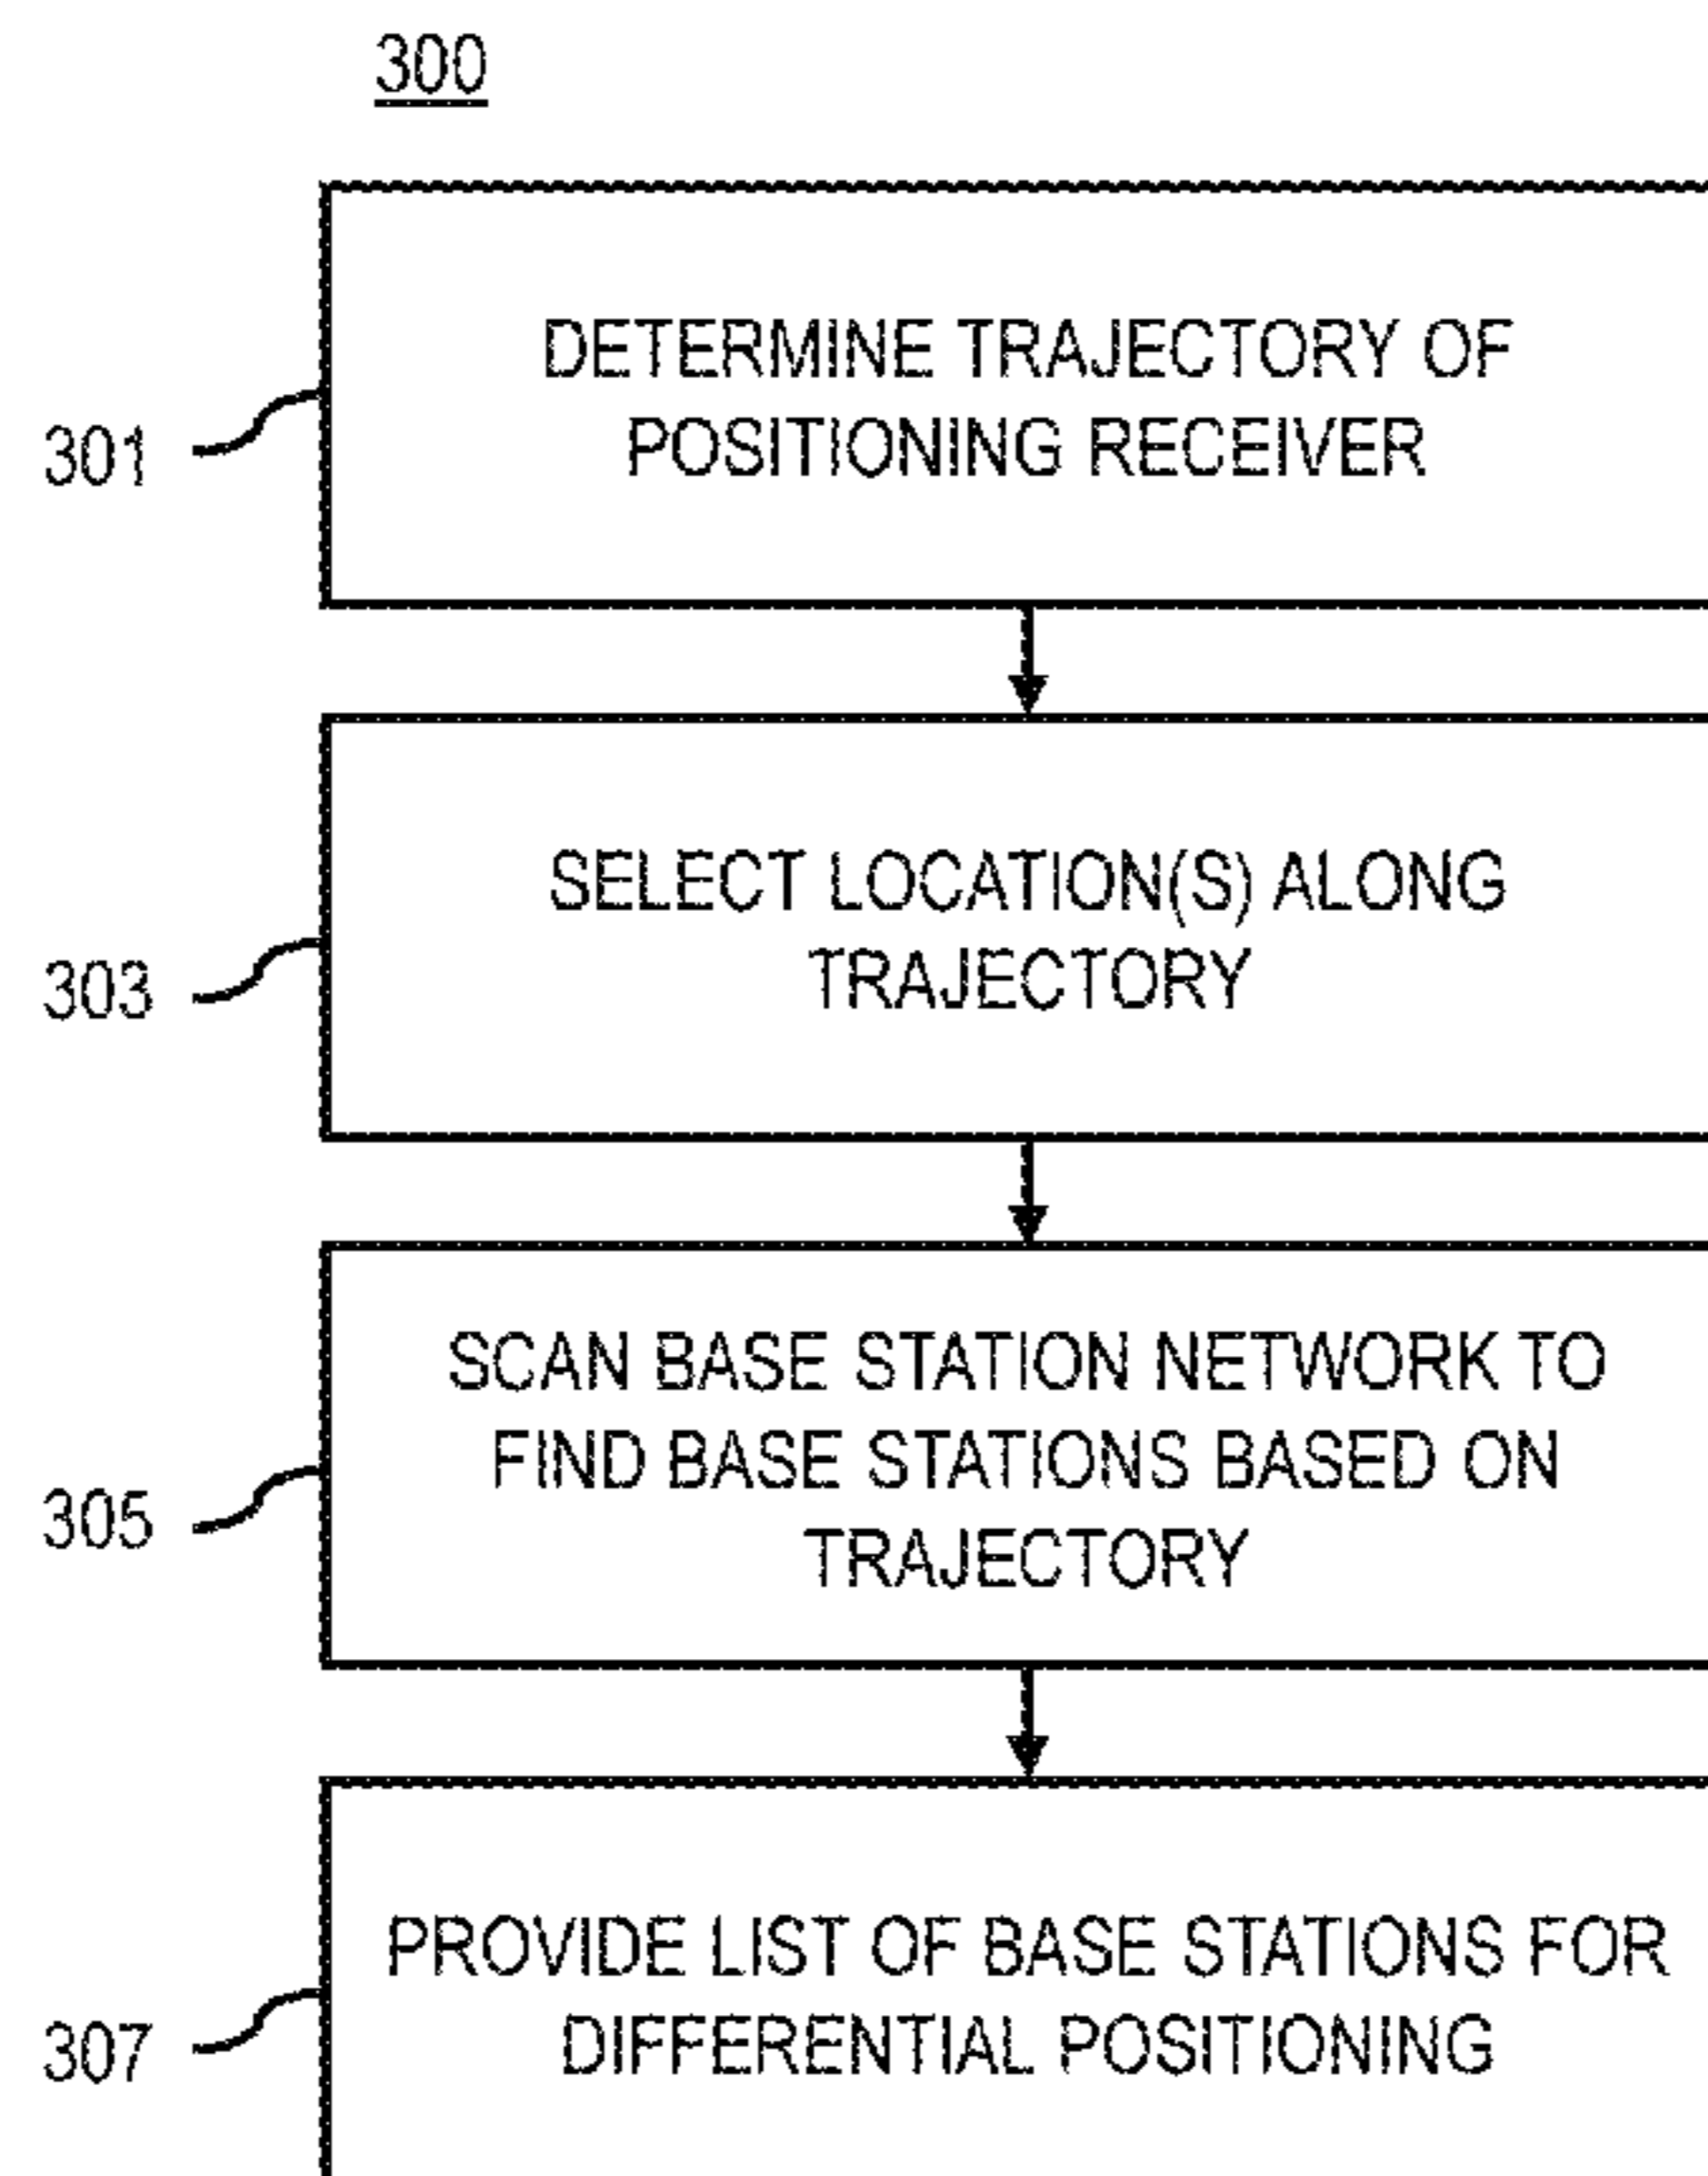 300
DETERMINE TRAJECTORY OF
POSITIONING RECEIVER
301
SELECT LOCATION(S) ALONG
TRAJECTORY
303
SCAN BASE STATION NETWORK TO
FIND BASE STATIONS BASED ON
TRAJECTORY
305
PROVIDE LIST OF BASE STATIONS FOR
DIFFERENTIAL POSITIONING
307